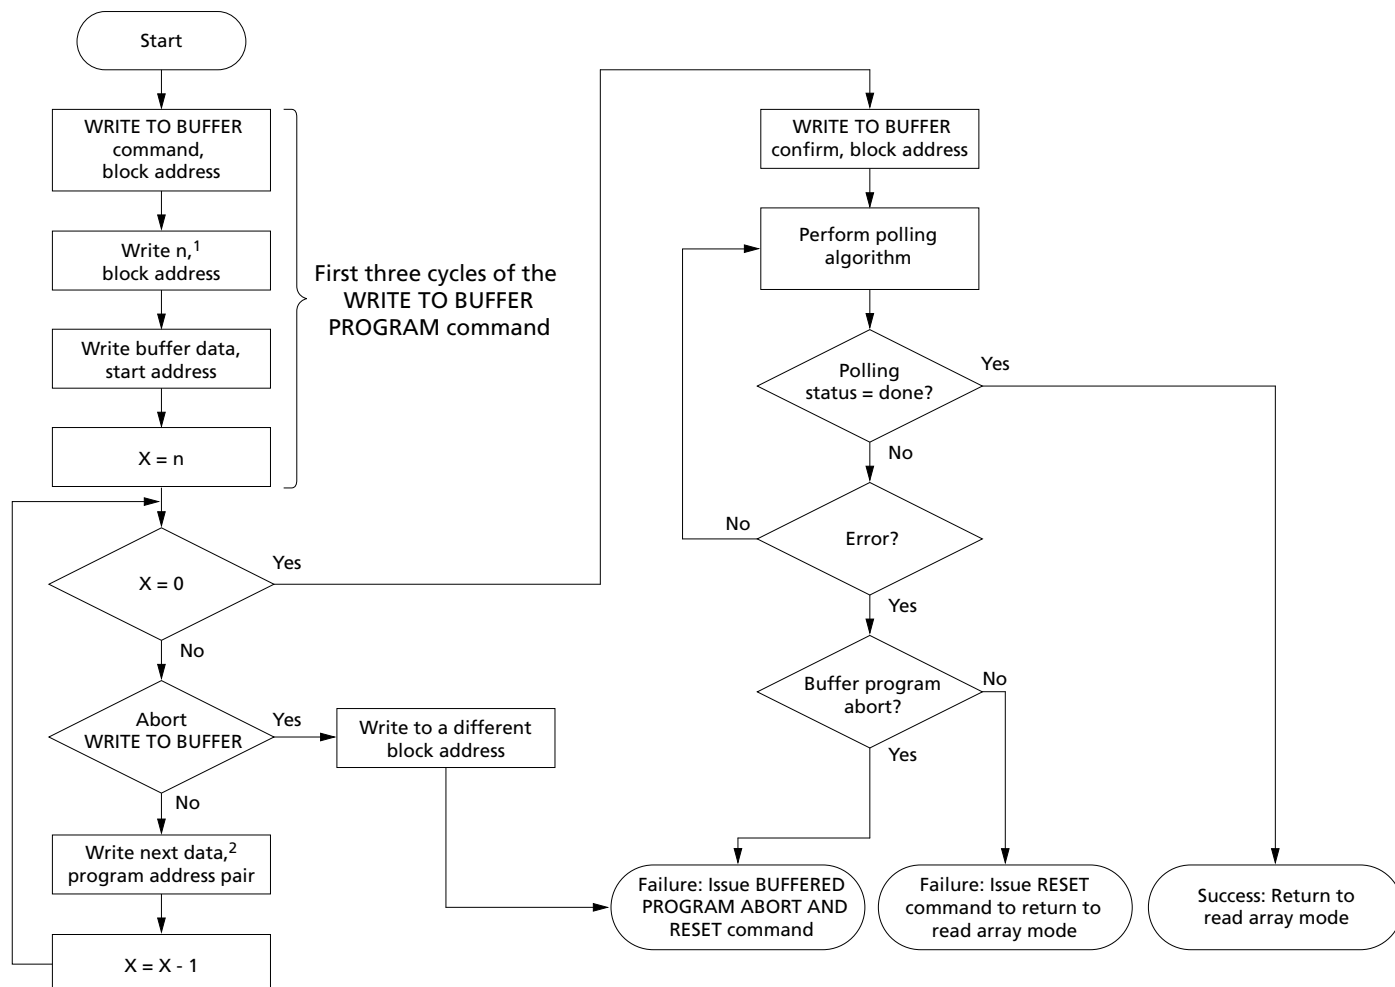 Start
WRITE TO BUFFER
command,
block address
Write n,1
block address
Write buffer data,
start address
X = n
First three cycles of the
WRITE TO BUFFER
PROGRAM command
X = 0
Yes
No
Abort
WRITE TO BUFFER
Yes
No
Write to a different
block address
Write next data,2
program address pair
X = X - 1
WRITE TO BUFFER
confirm, block address
Perform polling
algorithm
Polling
status = done?
Yes
No
Error?
No
Yes
Buffer program
abort?
No
Yes
Failure: Issue BUFFERED
PROGRAM ABORT AND
RESET command
Failure: Issue RESET
command to return to
read array mode
Success: Return to
read array mode